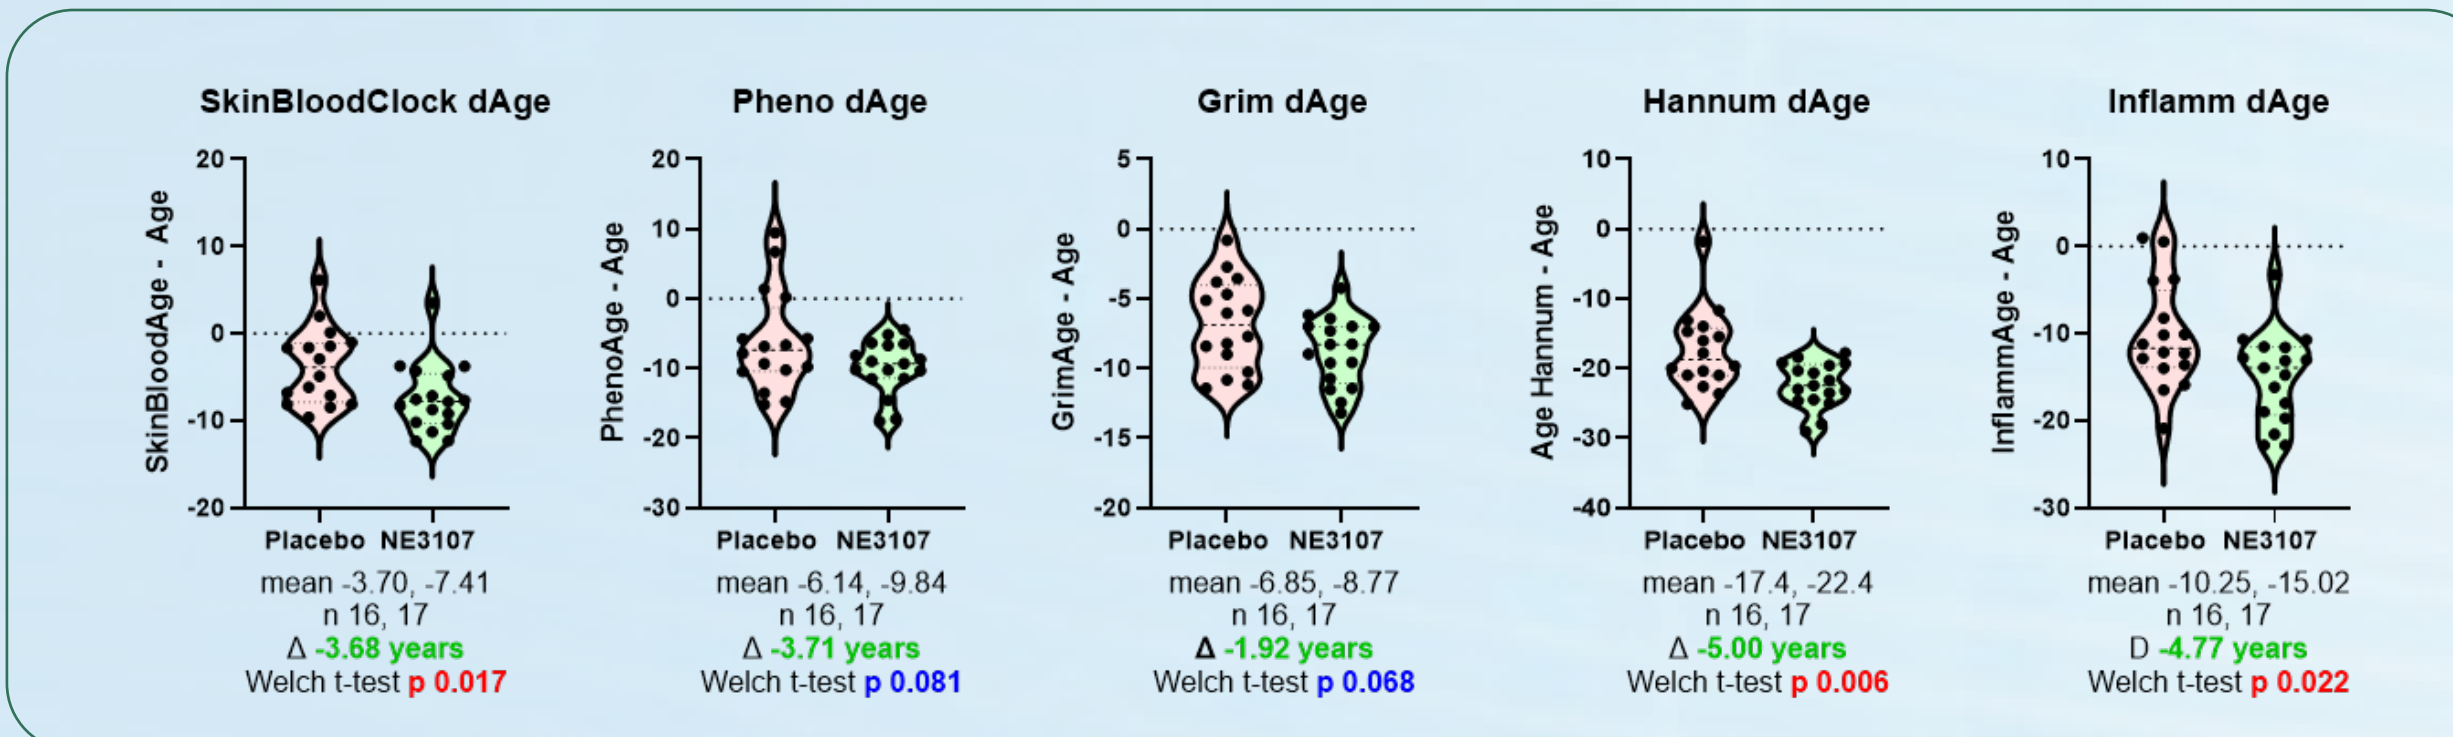 SkinBloodClock dAge
SkinBloodAge - Age
20
10
0
-10
-20
Placebo NE3107
mean -3.70, -7.41
n 16, 17
Δ -3.68 years
Welch t-test p 0.017
Pheno dAge
PhenoAge - Age
20
10
0
-10
-20
-30
Placebo NE3107
mean -6.14, -9.84
n 16, 17
Δ -3.71 years
Welch t-test p 0.081
Grim dAge
GrimAge - Age
5
0
-5
-10
-15
-20
Placebo NE3107
mean -6.85, -8.77
n 16, 17
Δ -1.92 years
Welch t-test p 0.068
Hannum dAge
Age Hannum - Age
10
0
-10
-20
-30
-40
Placebo NE3107
mean -17.4, -22.4
n 16, 17
Δ -5.00 years
Welch t-test p 0.006
Inflamm dAge
InflammAge - Age
10
0
-10
-20
-30
Placebo NE3107
mean -10.25, -15.02
n 16, 17
D -4.77 years
Welch t-test p 0.022